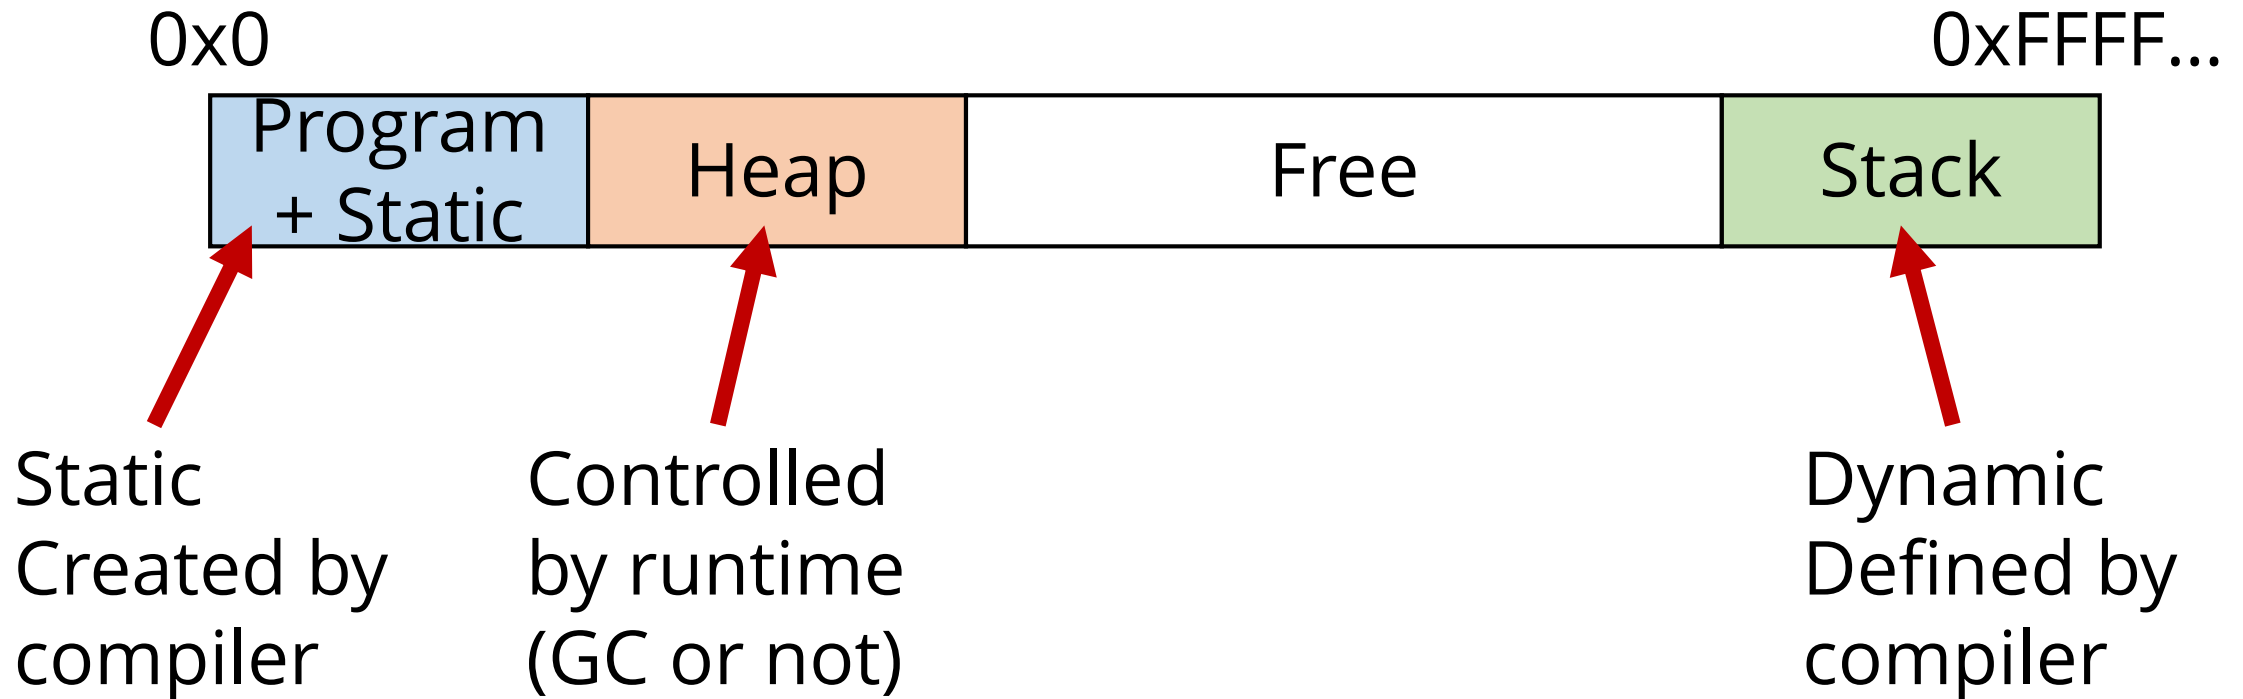 0x0
0xFFFF...
Program
+ Static
Heap
Free
Stack
Static
Created by
compiler
Controlled
by runtime
(GC or not)
Dynamic
Defined by
compiler